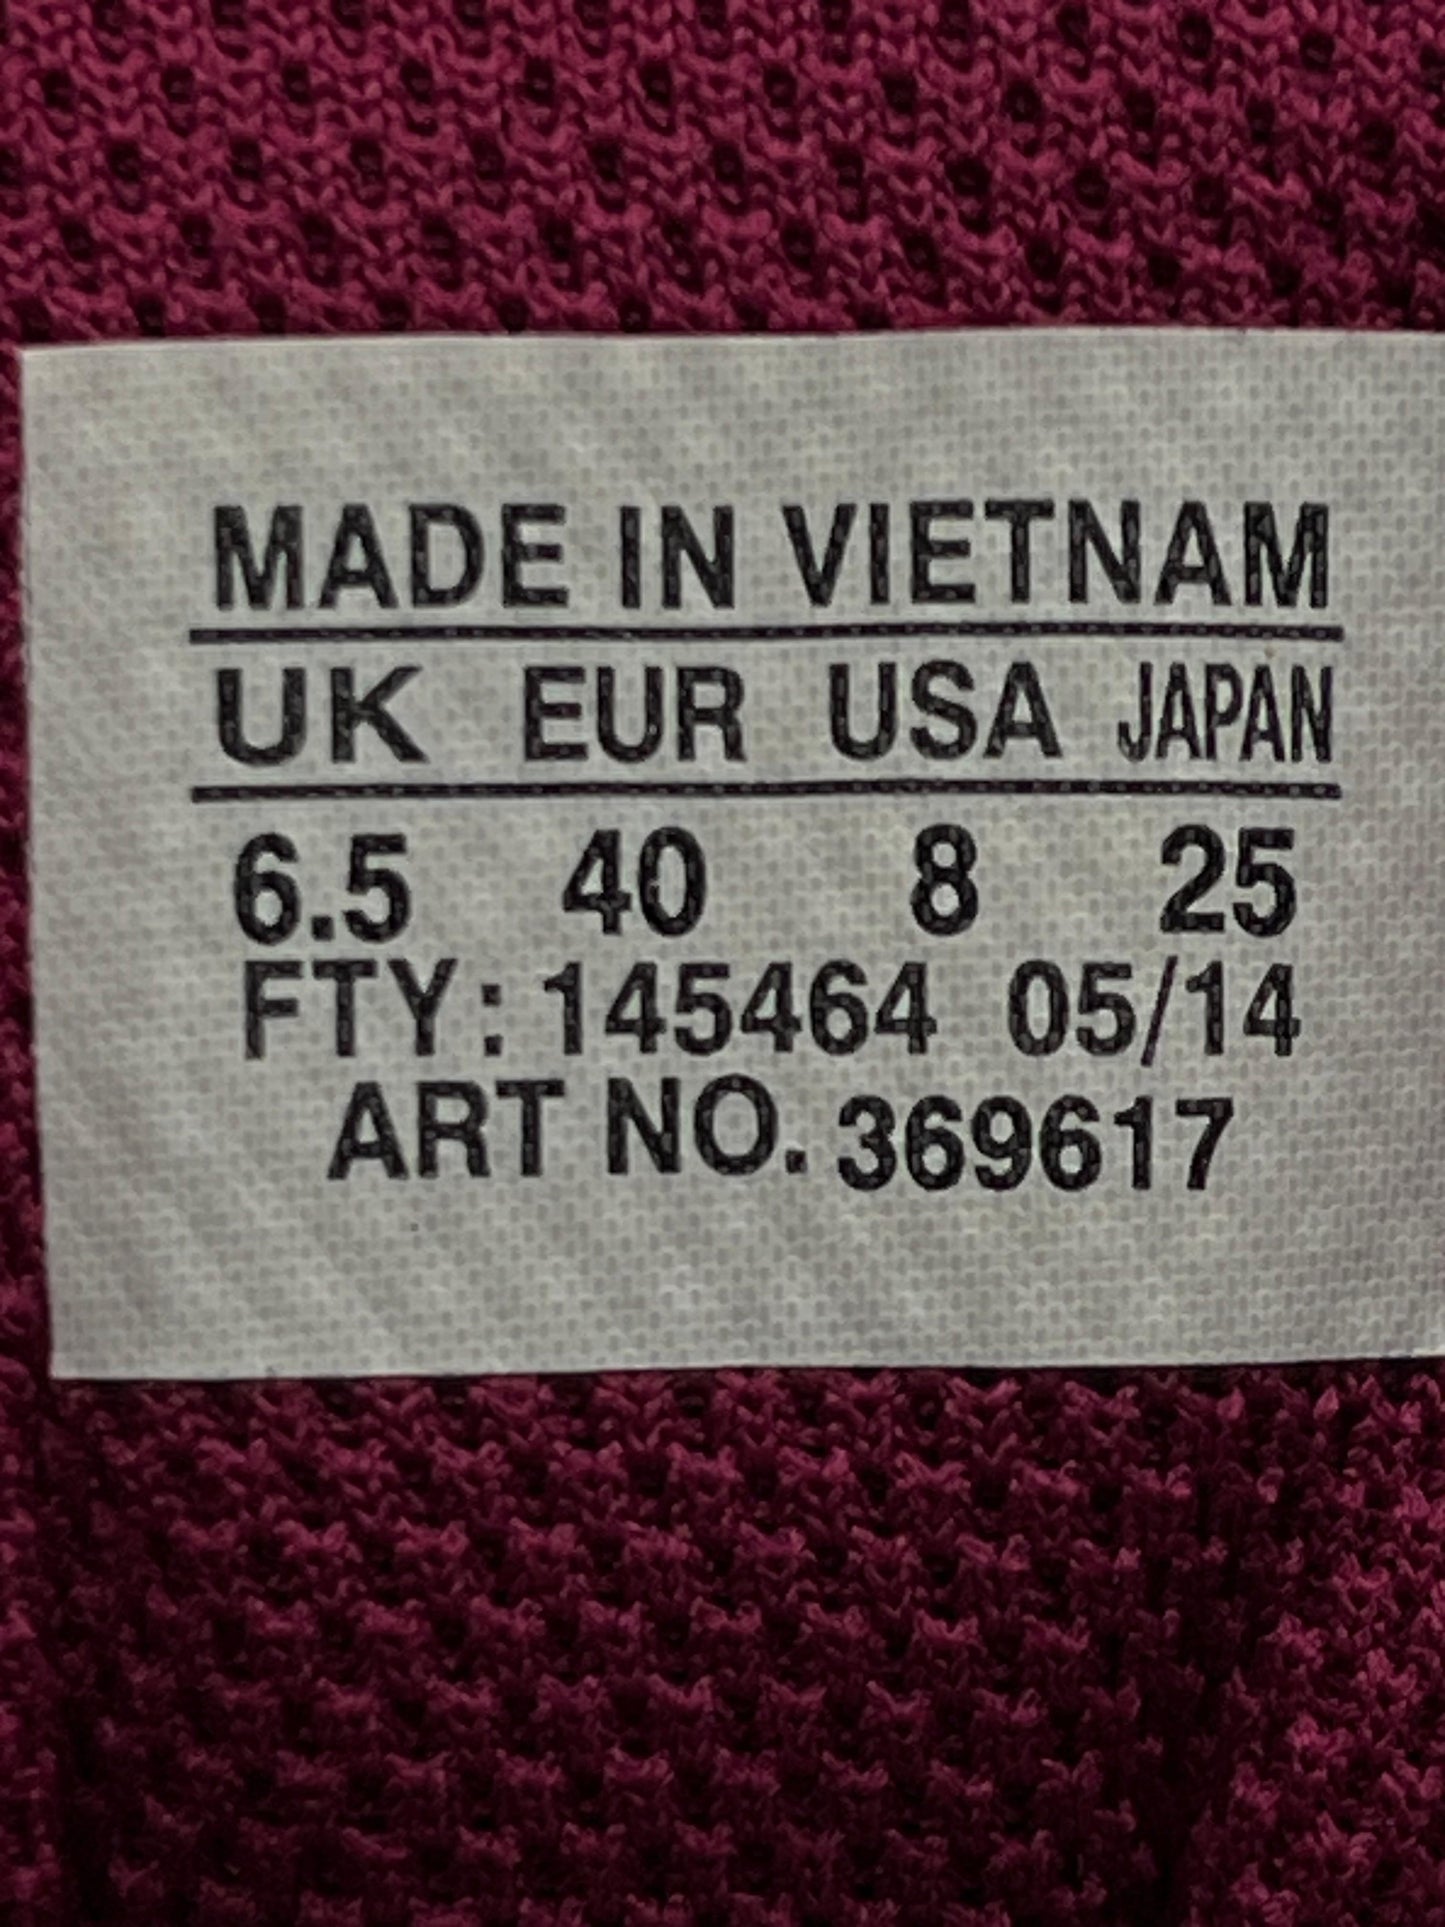 MADE IN VIETNAM
UK EUR USA JAPAN
6.5 40 8 25
FTY: 145464 05/14
ART NO. 369617